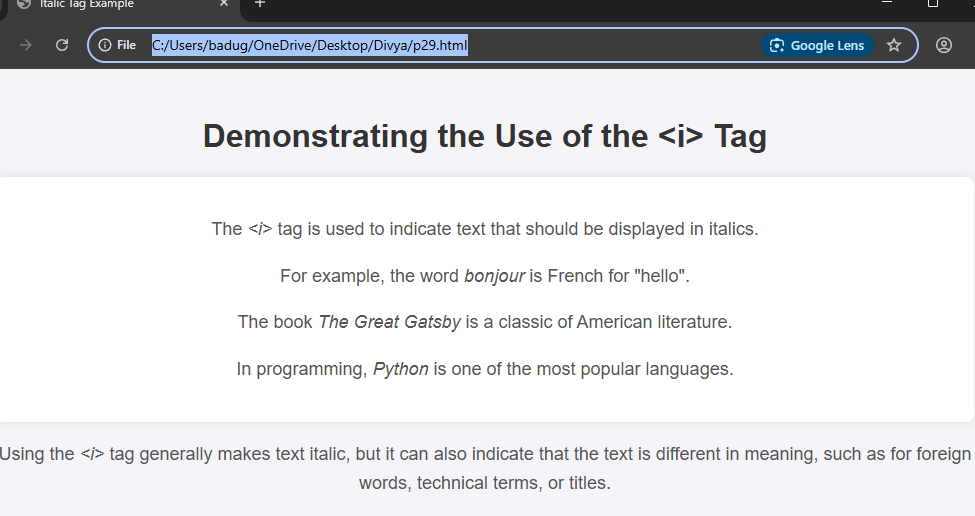 Italic Tag Example
File C:/Users/badug/OneDrive/Desktop/Divya/p29.html Google Lens
Demonstrating the Use of the <i> Tag
The <i> tag is used to indicate text that should be displayed in italics.
For example, the word bonjour is French for "hello".
The book The Great Gatsby is a classic of American literature.
In programming, Python is one of the most popular languages.
Using the <i> tag generally makes text italic, but it can also indicate that the text is different in meaning, such as for foreign
words, technical terms, or titles.